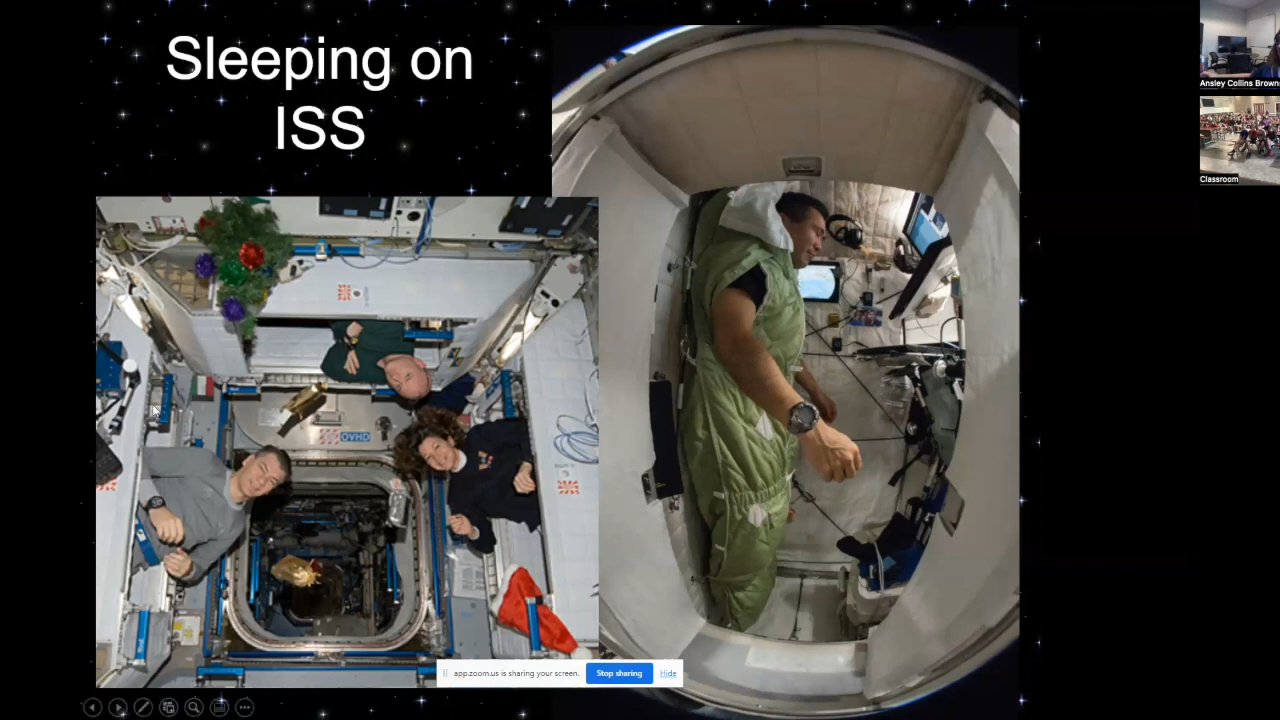 Sleeping on
ISS
Ansley Collins Brown
Classroom
OVHD
app.zoom.us is sharing your screen.
Stop sharing
Hide